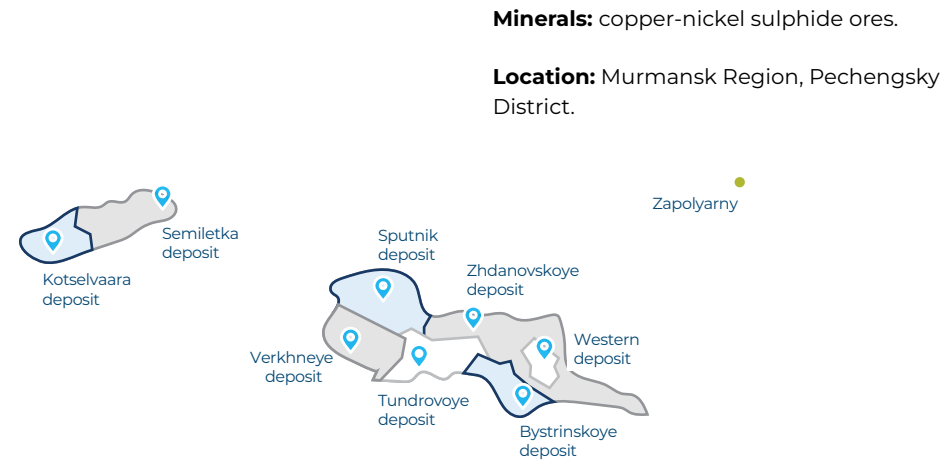 Minerals: copper-nickel sulphide ores.
Location: Murmansk Region, Pechengsky
District.
Zapolyarny
Semiletka
deposit
Kotselvaara
deposit
Sputnik
deposit
Zhdanovskoye
deposit
Western
deposit
Verkhneye
deposit
Tundrovoye
deposit
Bystrinskoye
deposit